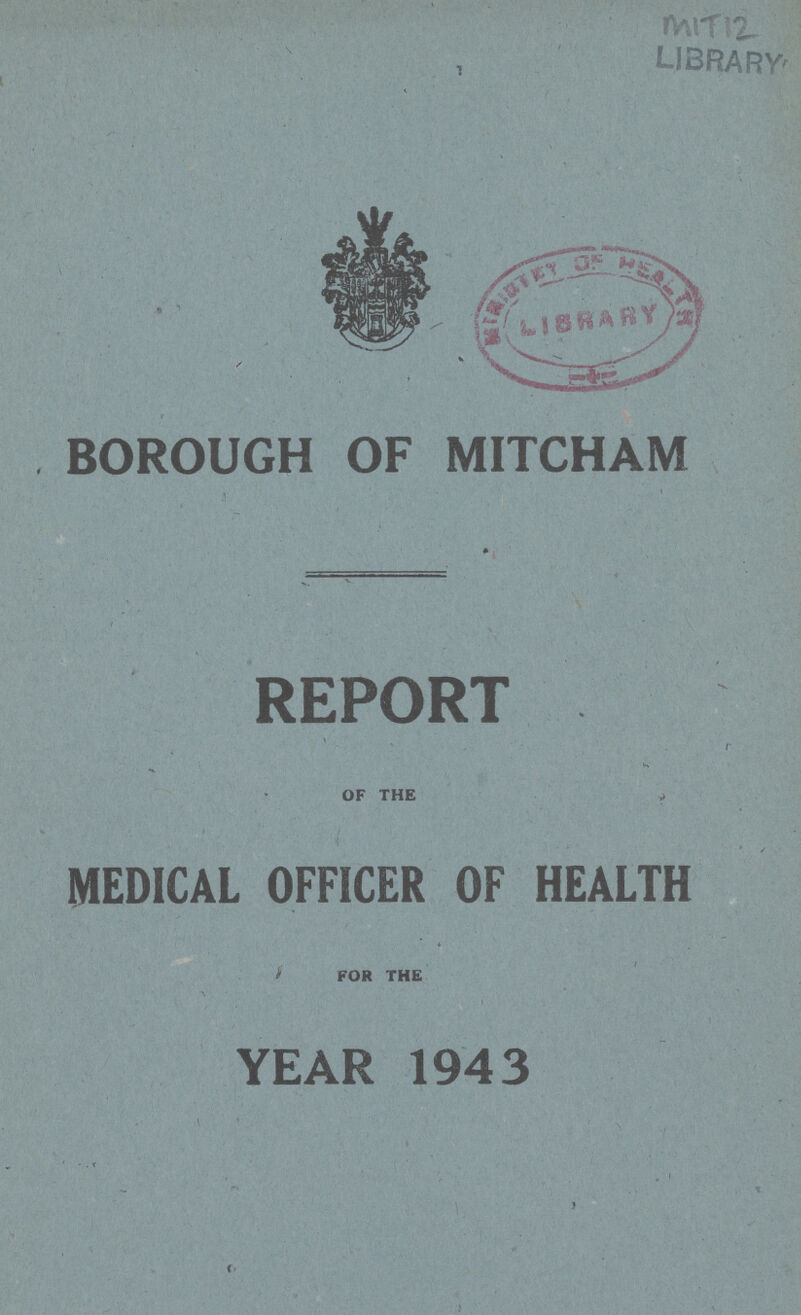 MIT12
LIBRARY
MINISTRY OF HEALTH
LIBRARY
BOROUGH OF MITCHAM
REPORT
OF THE
MEDICAL OFFICER OF HEALTH
FOR THE
YEAR 1943